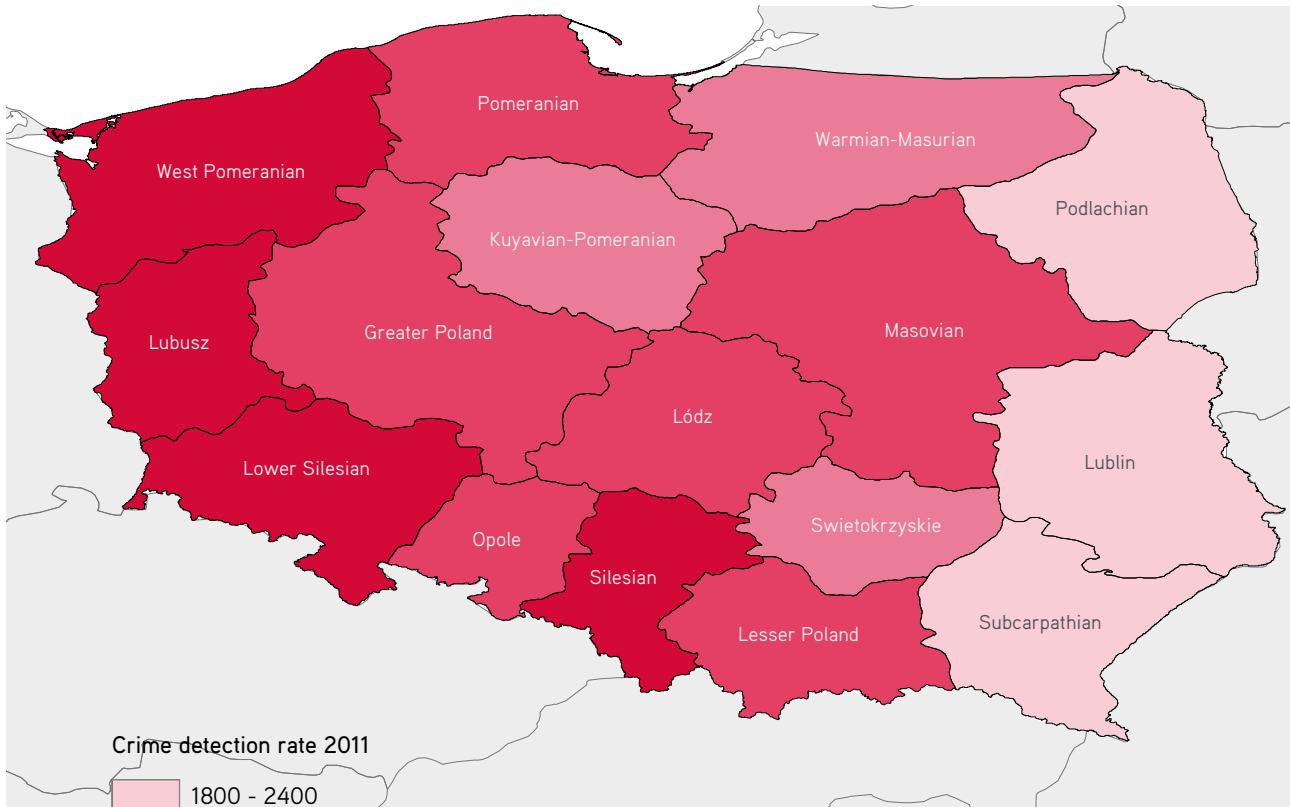 Pomeranian
Warmian-Masurian
West Pomeranian
Podlachian
Kuyavian-Pomeranian
Greater Poland
Masovian
Lubusz
Lódz
Lower Silesian
Lublin
Swietokrzyskie
Opole
Silesian
Subcarpathian
Lesser Poland
Crime detection rate 2011
1800 - 2400